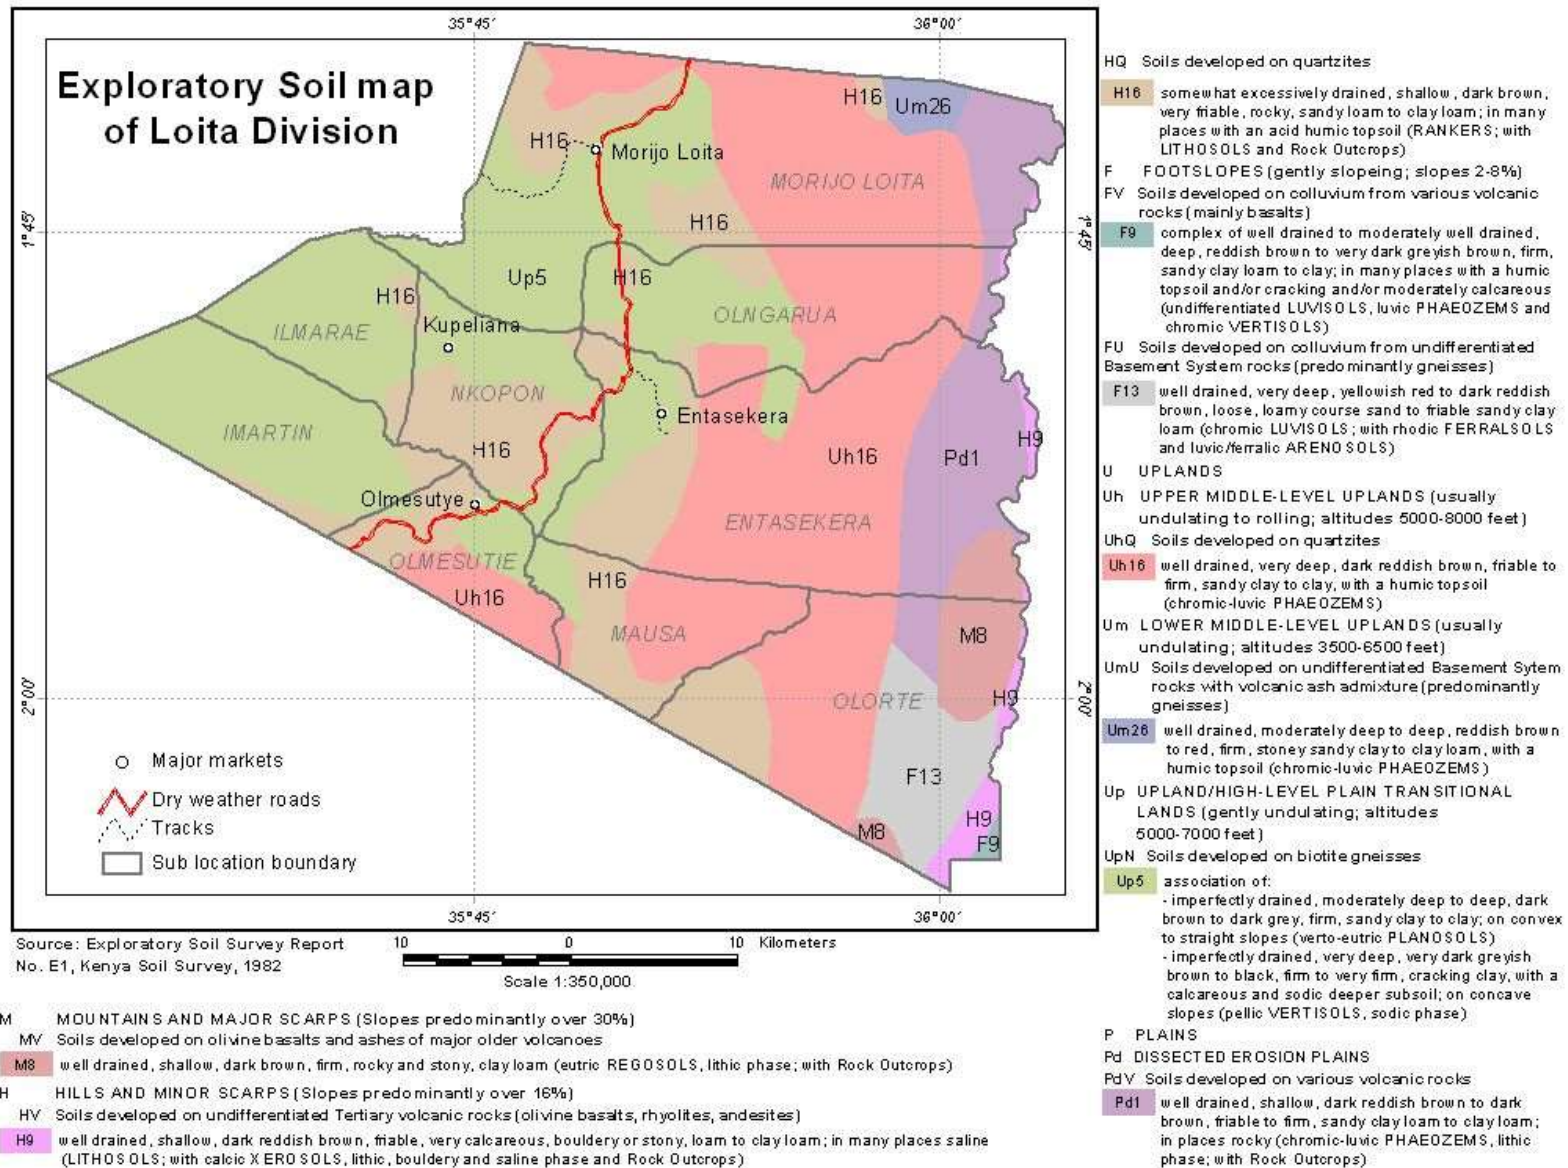 35°45′
36°00′
Exploratory Soil map
of Loita Division
H16
Um26
H16
Morijo Loita
MORIJO LOITA
H16
1°45′
1°45′
Up5
H16
H16
ILMARAE
Kupeliana
OLNGARUA
NKOPON
Entasekera
IMARTIN
H16
Uh16
Pd1
H9
Olmesutye
ENTASEKERA
OLMESUTIE
H16
Uh16
MAUSA
M8
2°00′
OLORTE
H9
2°00′
Major markets
F13
Dry weather roads
Tracks
H9
M8
F9
Sub location boundary
35°45′
36°00′
Source: Exploratory Soil Survey Report
No. E1, Kenya Soil Survey, 1982
10 0 10 Kilometers
Scale 1:350,000
M MOUNTAINS AND MAJOR SCARPS (Slopes predominantly over 30%)
MV Soils developed on olivine basalts and ashes of major older volcanoes
M8 well drained, shallow, dark brown, firm, rocky and stony, clay loam (eutric REGOSOLS, lithic phase; with Rock Outcrops)
H HILLS AND MINOR SCARPS (Slopes predominantly over 16%)
HV Soils developed on undifferentiated Tertiary volcanic rocks (olivine basalts, rhyolites, andesites)
H9 well drained, shallow, dark reddish brown, friable, very calcareous, bouldery or stony, loam to clay loam; in many places saline
(LITHOSOLS; with calcic XEROSOLS, lithic, bouldery and saline phase and Rock Outcrops)
HQ Soils developed on quartzites
H16 somewhat excessively drained, shallow, dark brown,
very friable, rocky, sandy loam to clay loam; in many
places with an acid humic topsoil (RANKERS; with
LITHOSOLS and Rock Outcrops)
F FOOTSLOPES (gently slopeing; slopes 2-8%)
FV Soils developed on colluvium from various volcanic
rocks (mainly basalts)
F9 complex of well drained to moderately well drained,
deep, reddish brown to very dark greyish brown, firm,
sandy clay loam to clay; in many places with a humic
topsoil and/or cracking and/or moderately calcareous
(undifferentiated LUVISOLS, luvic PHAEOZEMS and
chromic VERTISOLS)
FU Soils developed on colluvium from undifferentiated
Basement System rocks (predominantly gneisses)
F13 well drained, very deep, yellowish red to dark reddish
brown, loose, loamy course sand to friable sandy clay
loam (chromic LUVISOLS; with rhodic FERRALSOLS
and luvic/ferralic ARENOSOLS)
U UPLANDS
Uh UPPER MIDDLE-LEVEL UPLANDS (usually
undulating to rolling; altitudes 5000-8000 feet)
UhQ Soils developed on quartzites
Uh16 well drained, very deep, dark reddish brown, friable to
firm, sandy clay to clay, with a humic topsoil
(chromic-luvic PHAEOZEMS)
Um LOWER MIDDLE-LEVEL UPLANDS (usually
undulating; altitudes 3500-6500 feet)
UmU Soils developed on undifferentiated Basement Sytem
rocks with volcanic ash admixture (predominantly
gneisses)
Um26 well drained, moderately deep to deep, reddish brown
to red, firm, stoney sandy clay to clay loam, with a
humic topsoil (chromic-luvic PHAEOZEMS)
Up UPLAND/HIGH-LEVEL PLAIN TRANSITIONAL
LANDS (gently undulating; altitudes
5000-7000 feet)
UpN Soils developed on biotite gneisses
Up5 association of:
- imperfectly drained, moderately deep to deep, dark
brown to dark grey, firm, sandy clay to clay; on convex
to straight slopes (verto-eutric PLANOSOLS)
- imperfectly drained, very deep, very dark greyish
brown to black, firm to very firm, cracking clay, with a
calcareous and sodic deeper subsoil; on concave
slopes (pellic VERTISOLS, sodic phase)
P PLAINS
Pd DISSECTED EROSION PLAINS
PdV Soils developed on various volcanic rocks
Pd1 well drained, shallow, dark reddish brown to dark
brown, friable to firm, sandy clay loam to clay loam;
in places rocky (chromic-luvic PHAEOZEMS, lithic
phase; with Rock Outcrops)